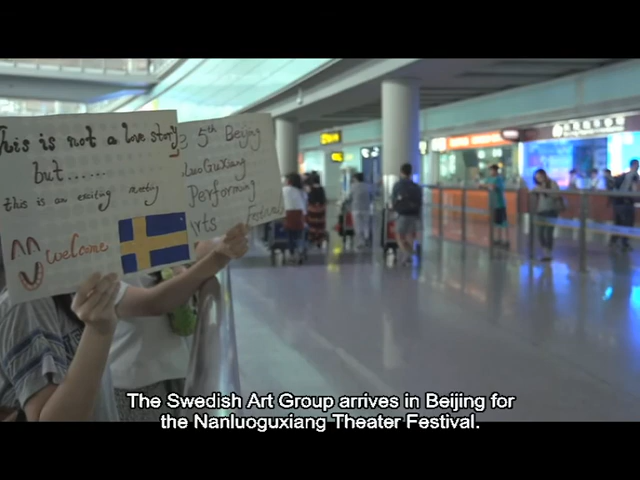 This is not a love story
but......
this is an exciting meeting
welcome
5th Beijing
LuoGuXiang
Performing
Arts Festival
The Swedish Art Group arrives in Beijing for
the Nanluoguxiang Theater Festival.